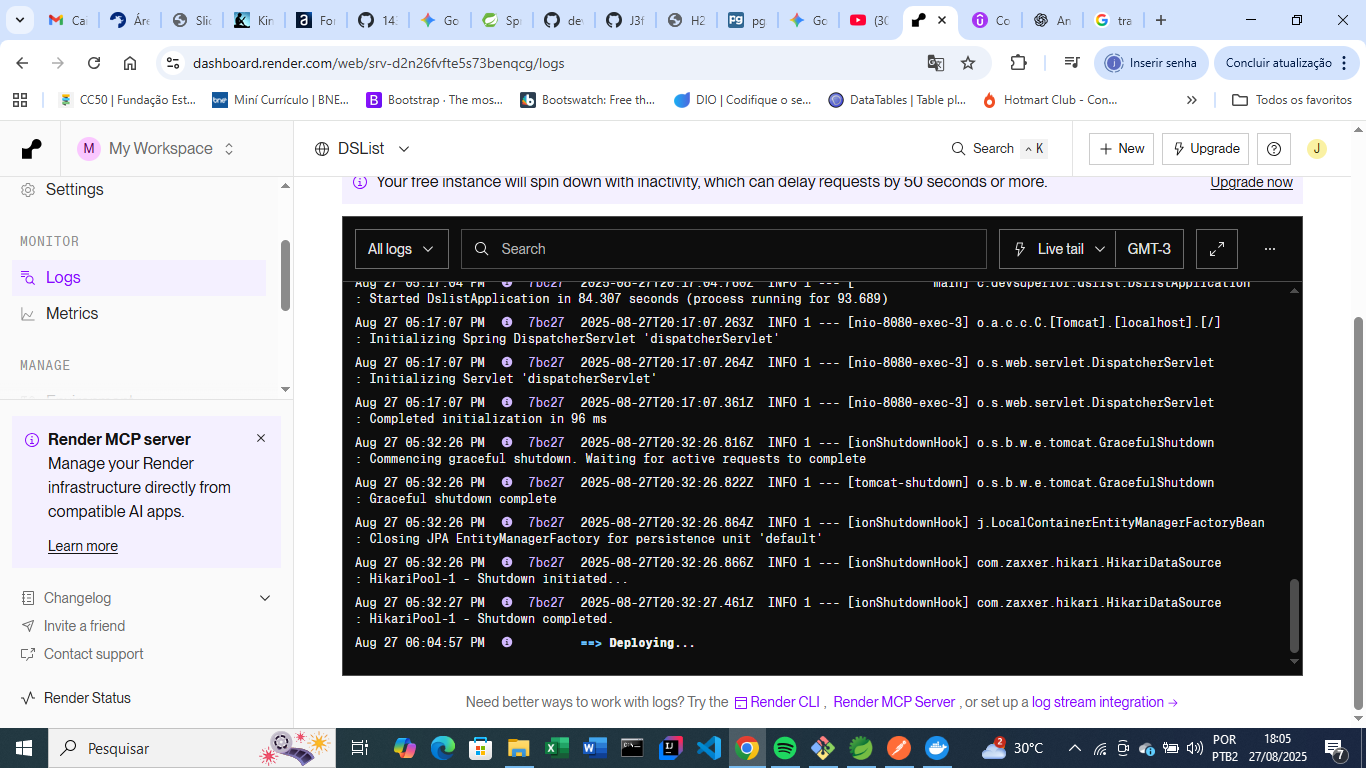 Cai
Áre
Slic
Kin
For
143
Go
Spr
dev
J3f
H2
pg
Go
(30
Co
An
tra
dashboard.render.com/web/srv-d2n26fvfte5s73benqcg/logs
Inserir senha
Concluir atualização
CC50 | Fundação Est...
Miní Currículo | BNE...
Bootstrap · The mos...
Bootswatch: Free th...
DIO | Codifique o se...
DataTables | Table pl...
Hotmart Club - Con...
Todos os favoritos
M My Workspace
DSList
Search
K
New
Upgrade
J
Settings
MONITOR
Logs
Metrics
MANAGE
Render MCP server
Manage your Render
infrastructure directly from
compatible AI apps.
Learn more
Changelog
Invite a friend
Contact support
Render Status
Your free instance will spin down with inactivity, which can delay requests by 50 seconds or more.
Upgrade now
All logs
Search
Live tail
GMT-3
Aug 27 05:17:04 PM 7bc27 2025-08-27T20:17:04.760Z INFO 1 --- [ main] c.devsuperior.dslist.DslistApplication
: Started DslistApplication in 84.307 seconds (process running for 93.689)
Aug 27 05:17:07 PM 7bc27 2025-08-27T20:17:07.263Z INFO 1 --- [nio-8080-exec-3] o.a.c.c.C.[Tomcat].[localhost].[/]
: Initializing Spring DispatcherServlet 'dispatcherServlet'
Aug 27 05:17:07 PM 7bc27 2025-08-27T20:17:07.264Z INFO 1 --- [nio-8080-exec-3] o.s.web.servlet.DispatcherServlet
: Initializing Servlet 'dispatcherServlet'
Aug 27 05:17:07 PM 7bc27 2025-08-27T20:17:07.361Z INFO 1 --- [nio-8080-exec-3] o.s.web.servlet.DispatcherServlet
: Completed initialization in 96 ms
Aug 27 05:32:26 PM 7bc27 2025-08-27T20:32:26.816Z INFO 1 --- [ionShutdownHook] o.s.b.w.e.tomcat.GracefulShutdown
: Commencing graceful shutdown. Waiting for active requests to complete
Aug 27 05:32:26 PM 7bc27 2025-08-27T20:32:26.822Z INFO 1 --- [tomcat-shutdown] o.s.b.w.e.tomcat.GracefulShutdown
: Graceful shutdown complete
Aug 27 05:32:26 PM 7bc27 2025-08-27T20:32:26.864Z INFO 1 --- [ionShutdownHook] j.LocalContainerEntityManagerFactoryBean
: Closing JPA EntityManagerFactory for persistence unit 'default'
Aug 27 05:32:26 PM 7bc27 2025-08-27T20:32:26.866Z INFO 1 --- [ionShutdownHook] com.zaxxer.hikari.HikariDataSource
: HikariPool-1 - Shutdown initiated...
Aug 27 05:32:27 PM 7bc27 2025-08-27T20:32:27.461Z INFO 1 --- [ionShutdownHook] com.zaxxer.hikari.HikariDataSource
: HikariPool-1 - Shutdown completed.
Aug 27 06:04:57 PM ==> Deploying...
Need better ways to work with logs? Try the Render CLI , Render MCP Server , or set up a log stream integration →
Pesquisar
2
30°C
POR
PTB2
18:05
27/08/2025
7